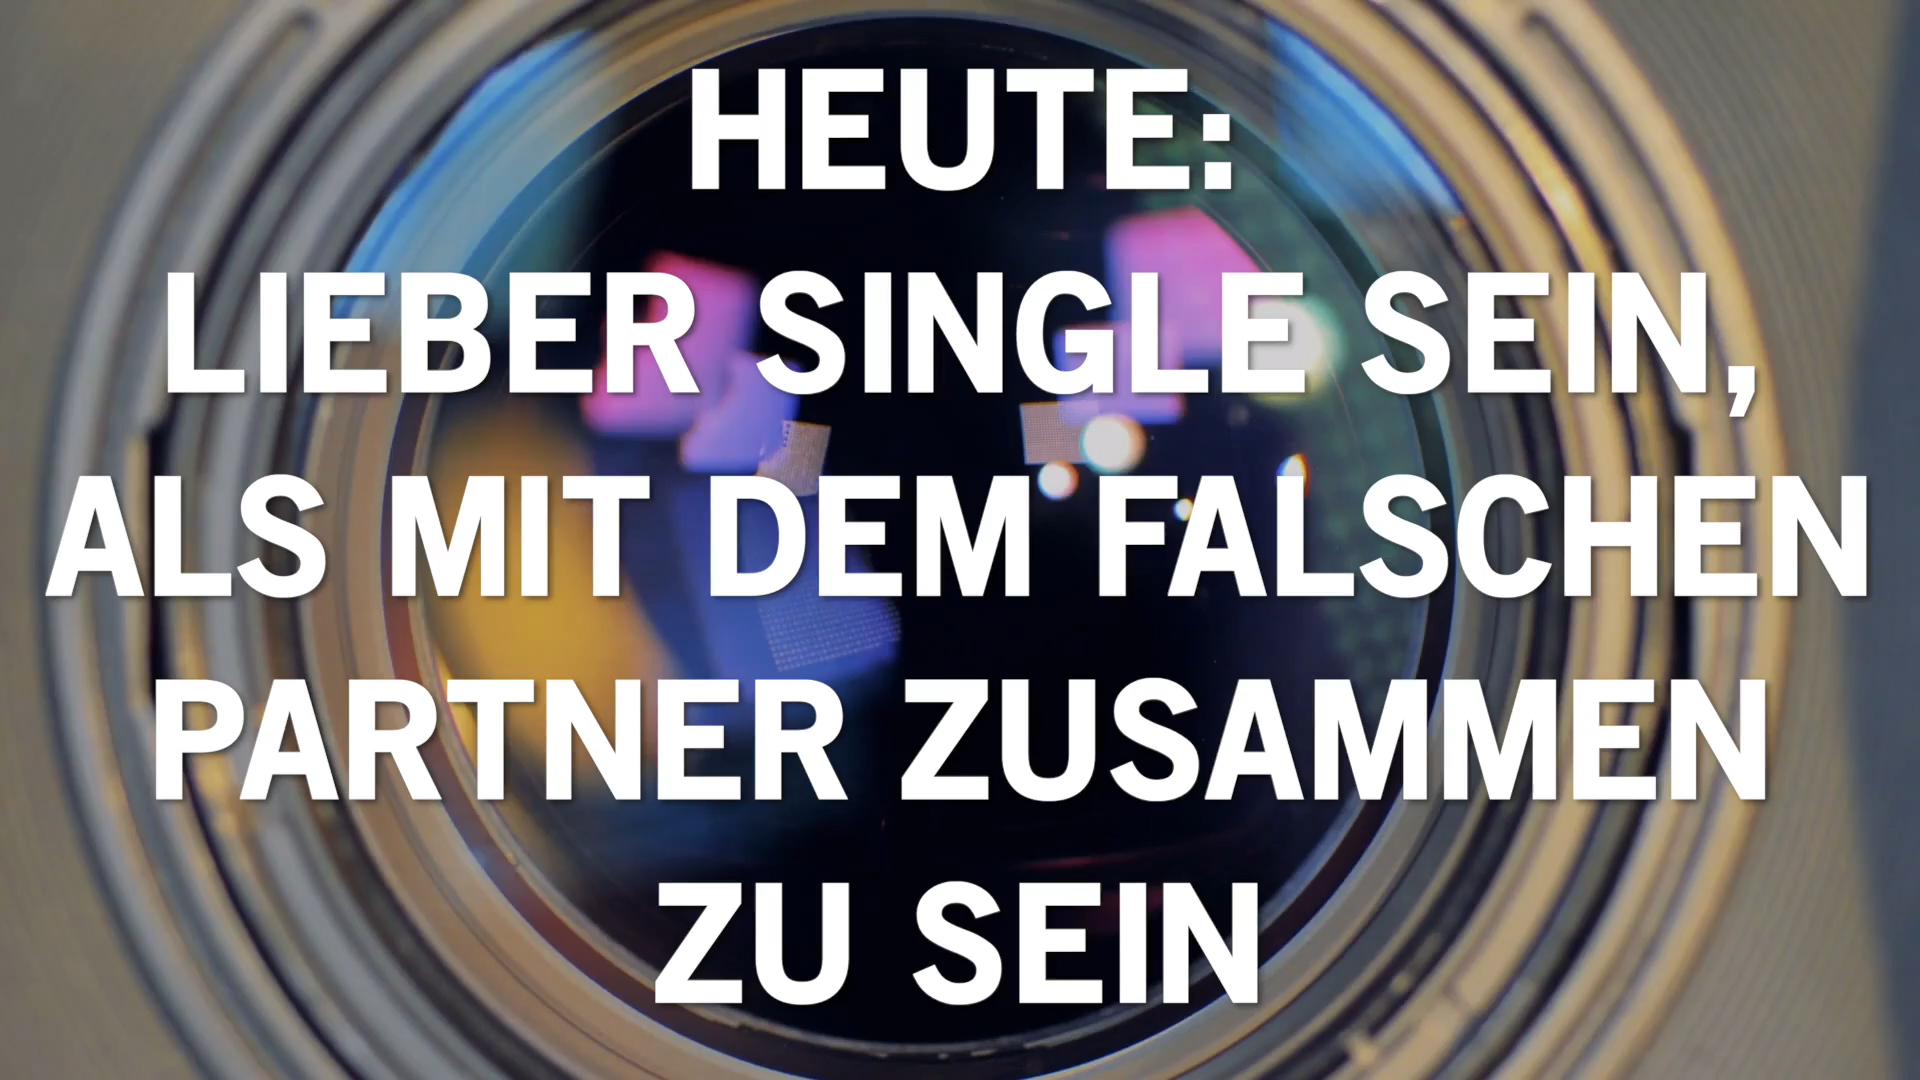 HEUTE:
LIEBER SINGLE SEIN,
ALS MIT DEM FALSCHEN
PARTNER ZUSAMMEN
ZU SEIN